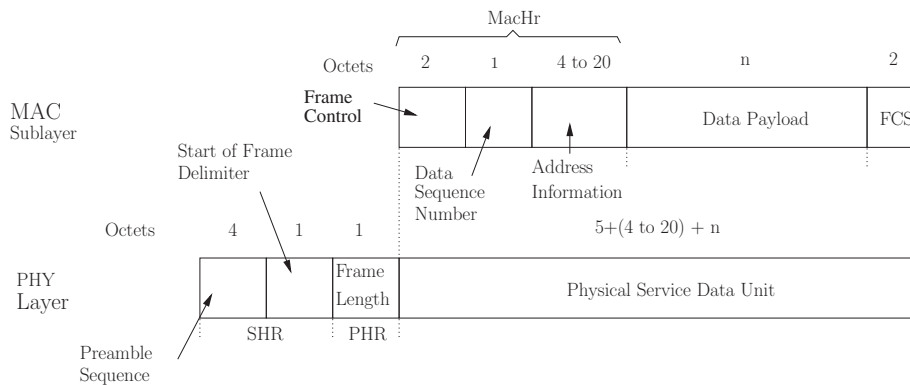 MacHr
Octets 2 1 4 to 20 n 2
MAC
Sublayer
Frame
Control
Data Payload
FCS
Start of Frame
Delimiter
Data
Sequence
Number
Address
Information
Octets 4 1 1 5+(4 to 20) + n
PHY
Layer
Frame
Length
Physical Service Data Unit
SHR
PHR
Preamble
Sequence